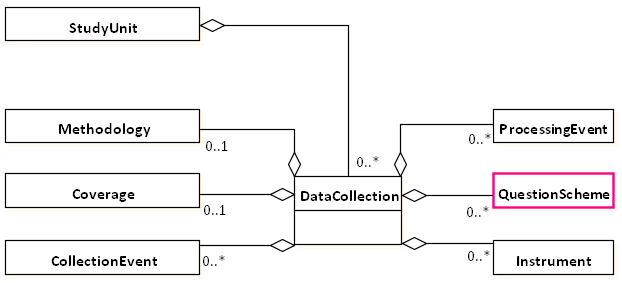 StudyUnit
Methodology
0..1
ProcessingEvent
0..*
0..*
Coverage
0..1
DataCollection
QuestionScheme
0..*
CollectionEvent
0..*
Instrument
0..*